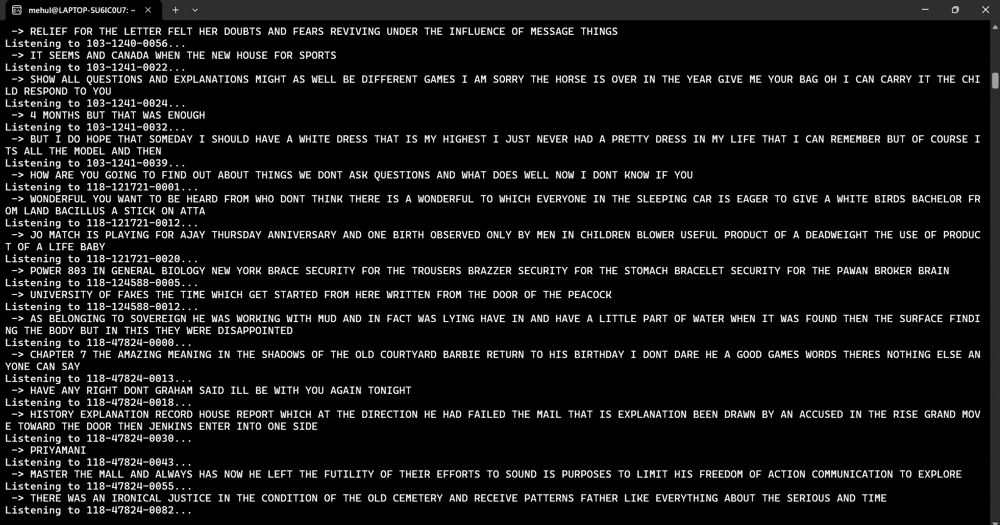 mehul@LAPTOP-SU6IC0U7: ~
-> RELIEF FOR THE LETTER FELT HER DOUBTS AND FEARS REVIVING UNDER THE INFLUENCE OF MESSAGE THINGS
Listening to 103-1240-0056...
-> IT SEEMS AND CANADA WHEN THE NEW HOUSE FOR SPORTS
Listening to 103-1241-0022...
-> SHOW ALL QUESTIONS AND EXPLANATIONS MIGHT AS WELL BE DIFFERENT GAMES I AM SORRY THE HORSE IS OVER IN THE YEAR GIVE ME YOUR BAG OH I CAN CARRY IT THE CHI
LD RESPOND TO YOU
Listening to 103-1241-0024...
-> 4 MONTHS BUT THAT WAS ENOUGH
Listening to 103-1241-0032...
-> BUT I DO HOPE THAT SOMEDAY I SHOULD HAVE A WHITE DRESS THAT IS MY HIGHEST I JUST NEVER HAD A PRETTY DRESS IN MY LIFE THAT I CAN REMEMBER BUT OF COURSE I
TS ALL THE MODEL AND THEN
Listening to 103-1241-0039...
-> HOW ARE YOU GOING TO FIND OUT ABOUT THINGS WE DONT ASK QUESTIONS AND WHAT DOES WELL NOW I DONT KNOW IF YOU
Listening to 118-121721-0001...
-> WONDERFUL YOU WANT TO BE HEARD FROM WHO DONT THINK THERE IS A WONDERFUL TO WHICH EVERYONE IN THE SLEEPING CAR IS EAGER TO GIVE A WHITE BIRDS BACHELOR FR
OM LAND BACILLUS A STICK ON ATTA
Listening to 118-121721-0012...
-> JO MATCH IS PLAYING FOR AJAY THURSDAY ANNIVERSARY AND ONE BIRTH OBSERVED ONLY BY MEN IN CHILDREN BLOWER USEFUL PRODUCT OF A DEADWEIGHT THE USE OF PRODUC
T OF A LIFE BABY
Listening to 118-121721-0020...
-> POWER 803 IN GENERAL BIOLOGY NEW YORK BRACE SECURITY FOR THE TROUSERS BRAZZER SECURITY FOR THE STOMACH BRACELET SECURITY FOR THE PAWAN BROKER BRAIN
Listening to 118-124588-0005...
-> UNIVERSITY OF FAKES THE TIME WHICH GET STARTED FROM HERE WRITTEN FROM THE DOOR OF THE PEACOCK
Listening to 118-124588-0012...
-> AS BELONGING TO SOVEREIGN HE WAS WORKING WITH MUD AND IN FACT WAS LYING HAVE IN AND HAVE A LITTLE PART OF WATER WHEN IT WAS FOUND THEN THE SURFACE FINDI
NG THE BODY BUT IN THIS THEY WERE DISAPPOINTED
Listening to 118-47824-0000...
-> CHAPTER 7 THE AMAZING MEANING IN THE SHADOWS OF THE OLD COURTYARD BARBIE RETURN TO HIS BIRTHDAY I DONT DARE HE A GOOD GAMES WORDS THERES NOTHING ELSE AN
YONE CAN SAY
Listening to 118-47824-0013...
-> HAVE ANY RIGHT DONT GRAHAM SAID ILL BE WITH YOU AGAIN TONIGHT
Listening to 118-47824-0018...
-> HISTORY EXPLANATION RECORD HOUSE REPORT WHICH AT THE DIRECTION HE HAD FAILED THE MAIL THAT IS EXPLANATION BEEN DRAWN BY AN ACCUSED IN THE RISE GRAND MOV
E TOWARD THE DOOR THEN JENKINS ENTER INTO ONE SIDE
Listening to 118-47824-0030...
-> PRIYAMANI
Listening to 118-47824-0043...
-> MASTER THE MALL AND ALWAYS HAS NOW HE LEFT THE FUTILITY OF THEIR EFFORTS TO SOUND IS PURPOSES TO LIMIT HIS FREEDOM OF ACTION COMMUNICATION TO EXPLORE
Listening to 118-47824-0055...
-> THERE WAS AN IRONICAL JUSTICE IN THE CONDITION OF THE OLD CEMETERY AND RECEIVE PATTERNS FATHER LIKE EVERYTHING ABOUT THE SERIOUS AND TIME
Listening to 118-47824-0082...